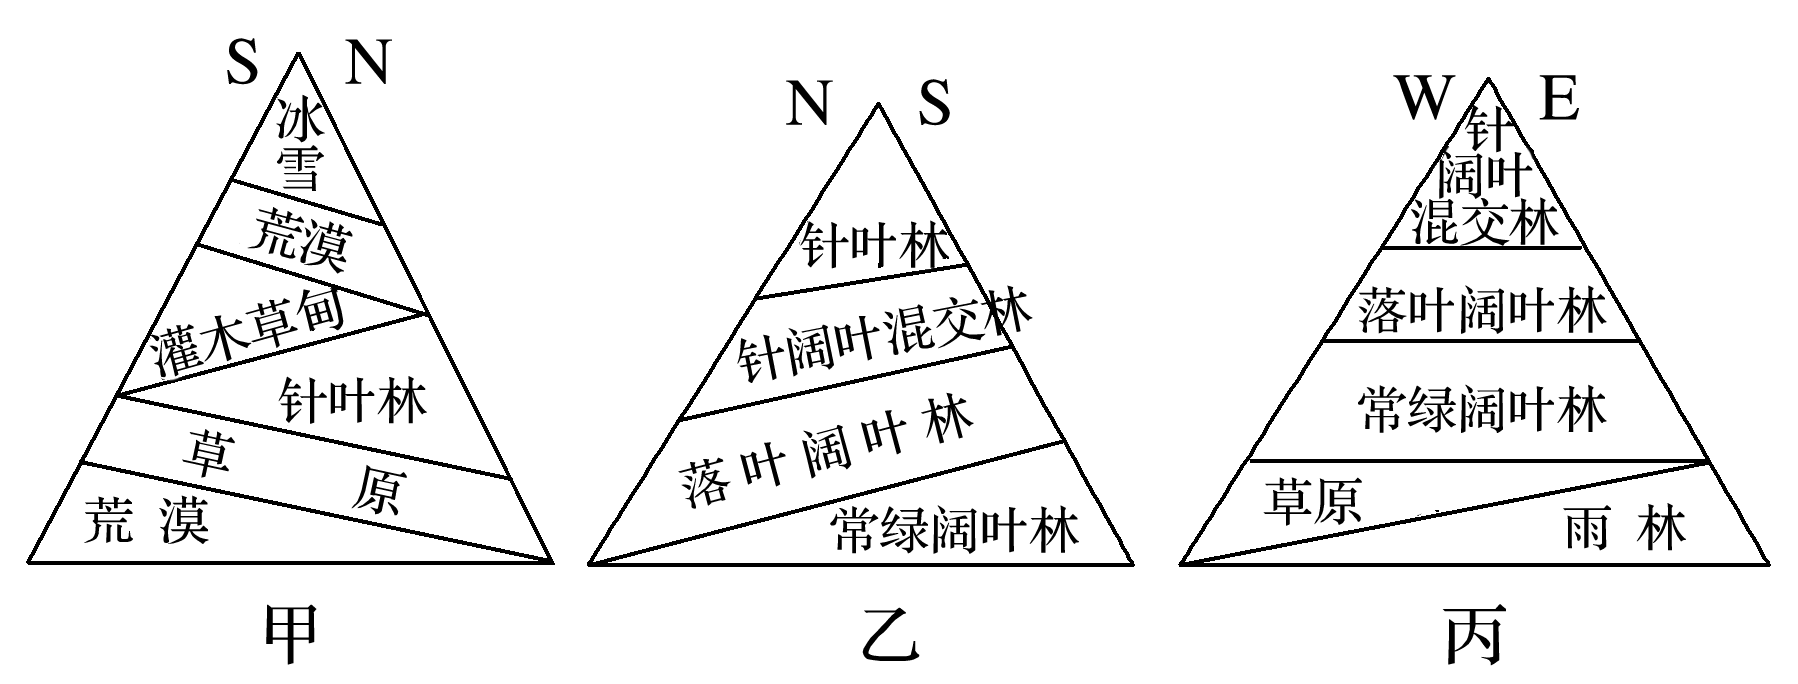 S N
冰
雪
荒漠
灌木草甸
针叶林
草 原
荒 漠
甲
N S
针叶林
针阔叶混交林
落叶阔叶林
常绿阔叶林
乙
W E
针
阔叶
混交林
落叶阔叶林
常绿阔叶林
草原
雨 林
丙